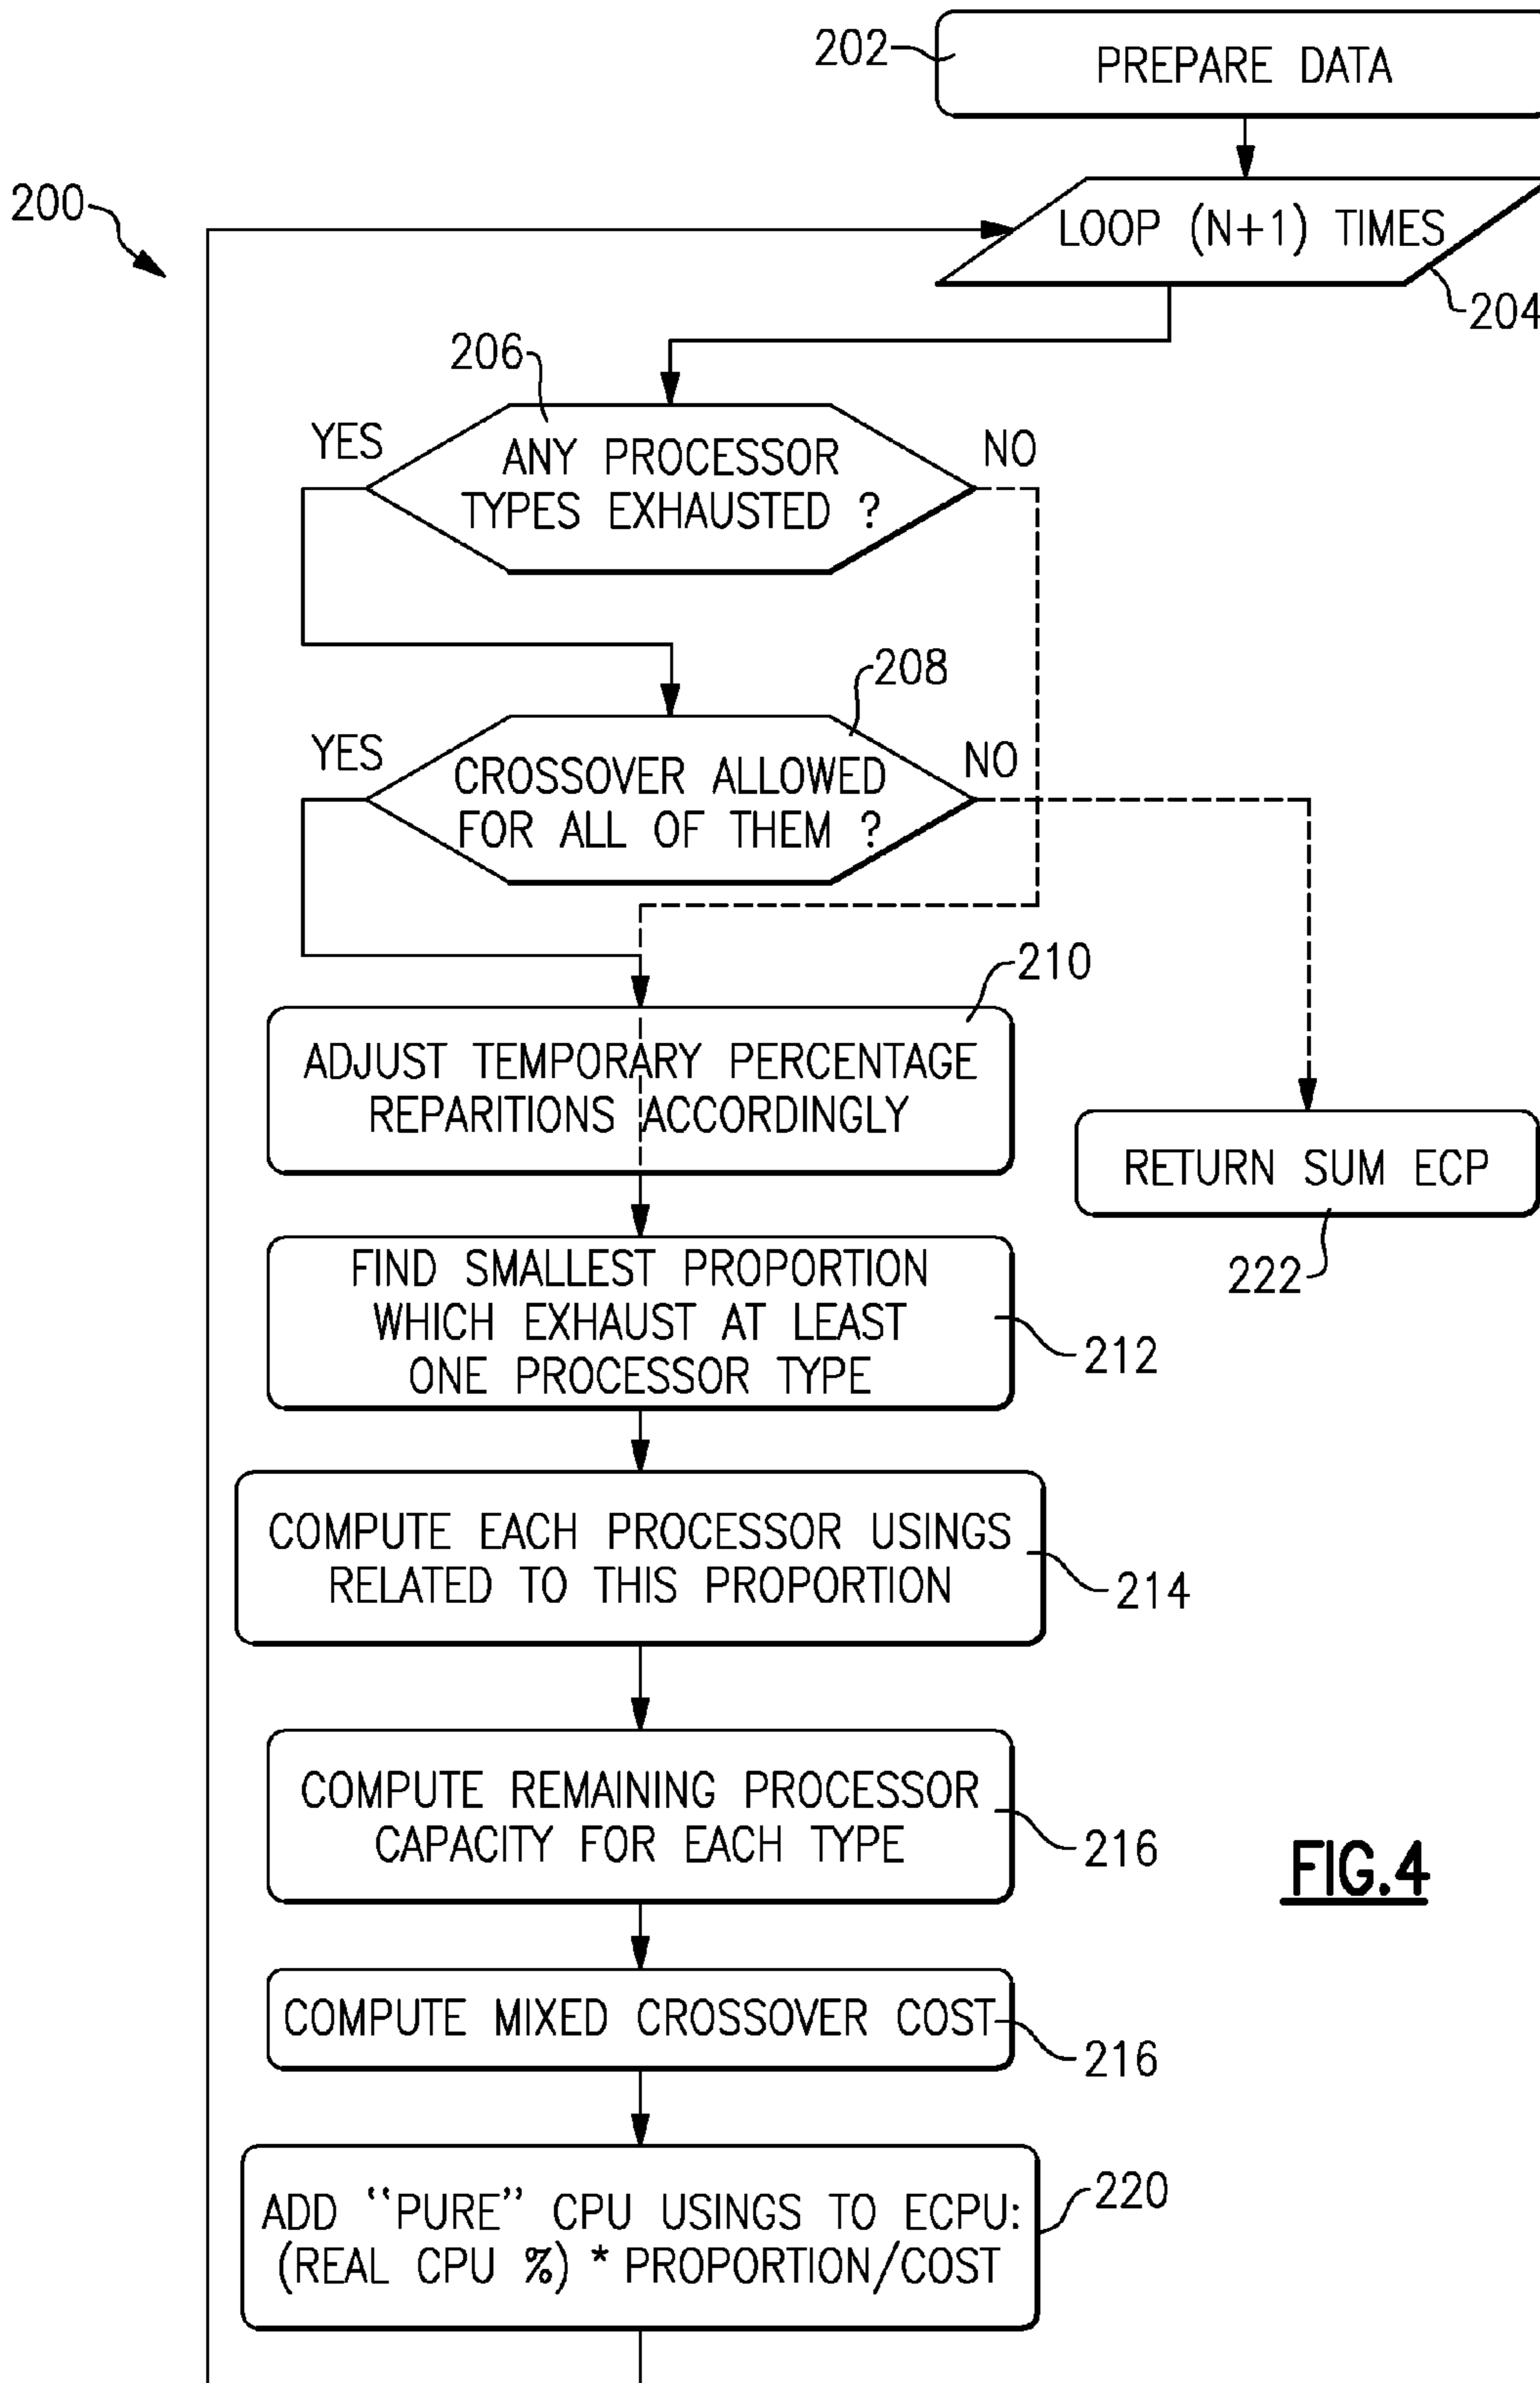 202
PREPARE DATA
200
LOOP (N+1) TIMES
204
206
YES
ANY PROCESSOR
TYPES EXHAUSTED ?
NO
208
YES
CROSSOVER ALLOWED
FOR ALL OF THEM ?
NO
210
ADJUST TEMPORARY PERCENTAGE
REPARITIONS ACCORDINGLY
RETURN SUM ECP
222
FIND SMALLEST PROPORTION
WHICH EXHAUST AT LEAST
ONE PROCESSOR TYPE
212
COMPUTE EACH PROCESSOR USINGS
RELATED TO THIS PROPORTION
214
COMPUTE REMAINING PROCESSOR
CAPACITY FOR EACH TYPE
216
FIG.4
COMPUTE MIXED CROSSOVER COST
216
ADD “PURE” CPU USINGS TO ECPU:
(REAL CPU %) * PROPORTION/COST
220